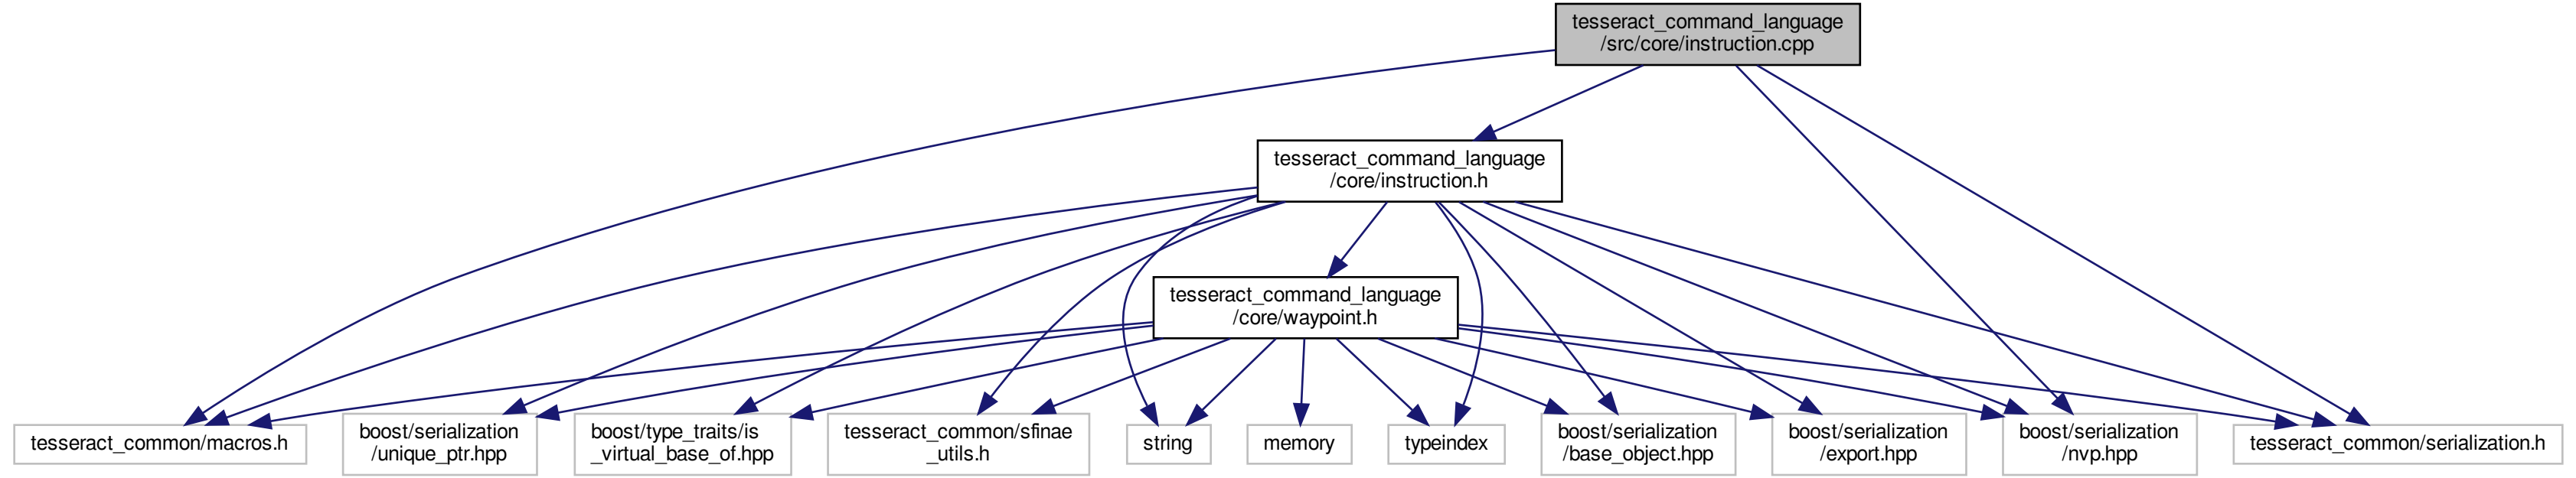 tesseract_command_language
/src/core/instruction.cpp
tesseract_command_language
/core/instruction.h
tesseract_command_language
/core/waypoint.h
tesseract_common/macros.h
boost/serialization
/unique_ptr.hpp
boost/type_traits/is
_virtual_base_of.hpp
tesseract_common/sfinae
_utils.h
string
memory
typeindex
boost/serialization
/base_object.hpp
boost/serialization
/export.hpp
boost/serialization
/nvp.hpp
tesseract_common/serialization.h